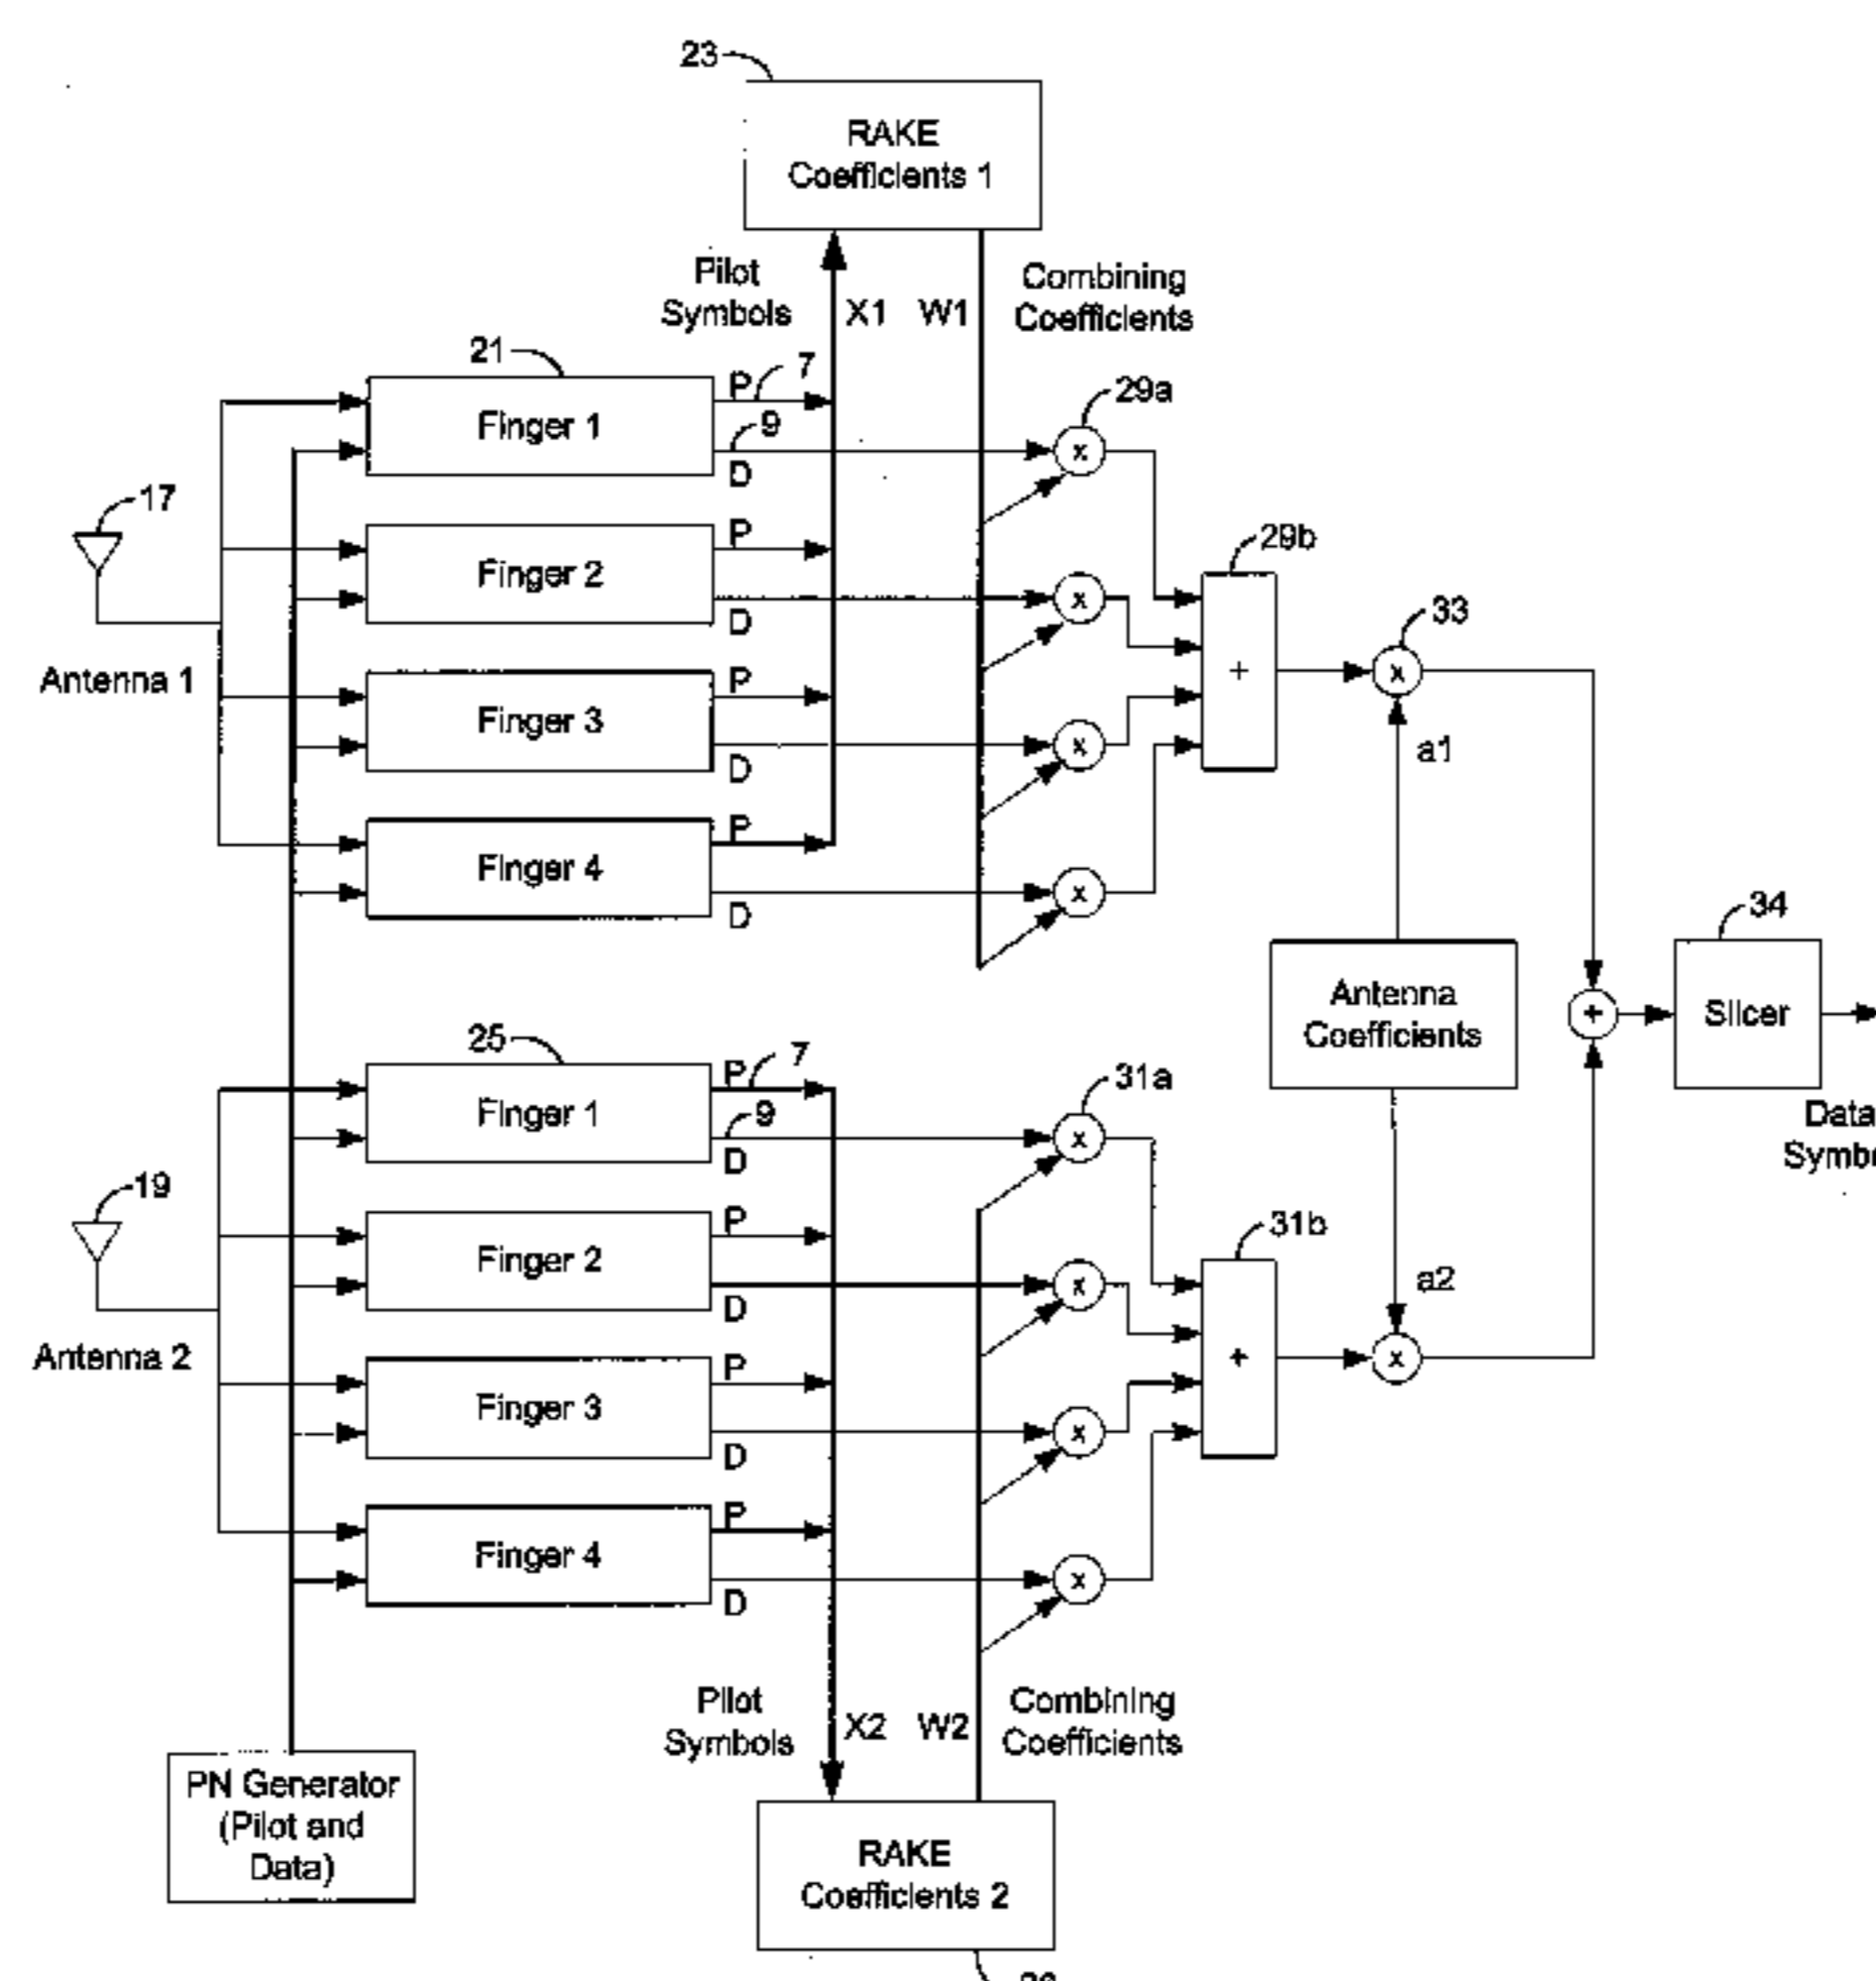 23
RAKE
Coefficients 1
Pilot
Symbols
X1
W1
Combining
Coefficients
21
Finger 1
P
7
9
D
29a
x
17
Antenna 1
Finger 2
P
D
x
29b
+
33
x
a1
Finger 3
P
D
x
Finger 4
P
D
x
Antenna
Coefficients
+
34
Slicer
Data
25
Finger 1
P
7
9
D
31a
x
19
Antenna 2
Finger 2
P
D
x
31b
+
a2
x
Finger 3
P
D
x
Finger 4
P
D
x
Pilot
Symbols
X2
W2
Combining
Coefficients
PN Generator
(Pilot and
Data)
RAKE
Coefficients 2